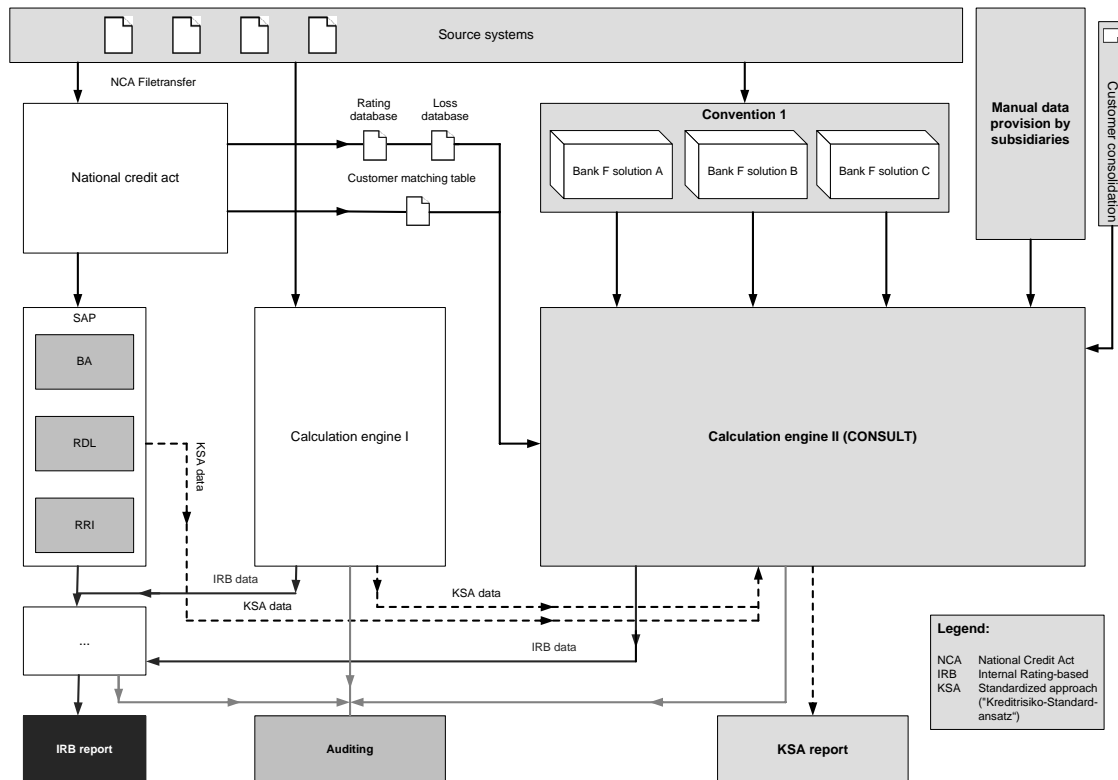 Source systems
NCA Filetransfer
Rating
database
Loss
database
Customer matching table
National credit act
Convention 1
Bank F solution A
Bank F solution B
Bank F solution C
Manual data
provision by
subsidiaries
Customer consolidation
SAP
BA
RDL
RRI
KSA data
Calculation engine I
Calculation engine II (CONSULT)
IRB data
KSA data
KSA data
IRB data
...
IRB report
Auditing
KSA report
Legend:
NCA National Credit Act
IRB Internal Rating-based
KSA Standardized approach
("Kreditrisiko-Standard-
ansatz")